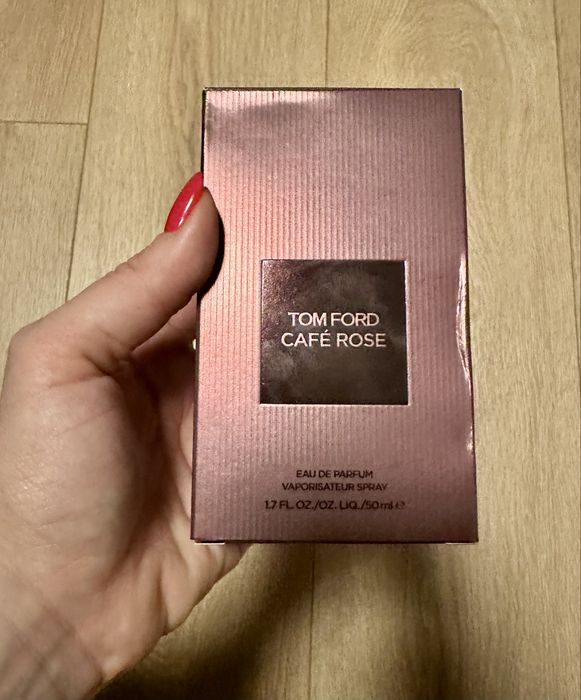 TOM FORD
CAFÉ ROSE
EAU DE PARFUM
VAPORISATEUR SPRAY
1.7 FL. OZ./OZ. LIQ./50 ml ℮